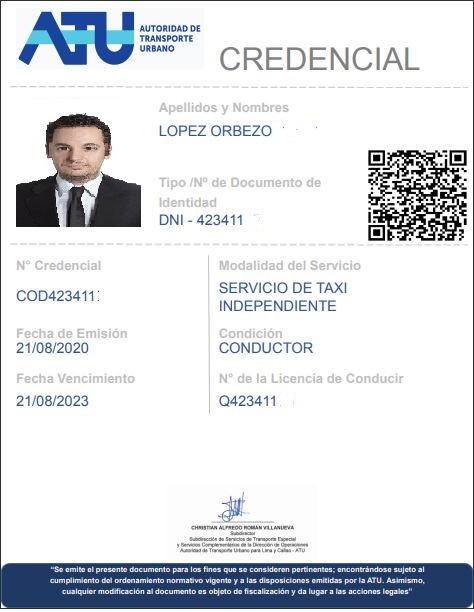 ATU
AUTORIDAD DE
TRANSPORTE
URBANO
CREDENCIAL
Apellidos y Nombres
LOPEZ ORBEZO
Tipo /Nº de Documento de
Identidad
DNI - 423411
N° Credencial
COD423411
Modalidad del Servicio
SERVICIO DE TAXI
INDEPENDIENTE
Fecha de Emisión
21/08/2020
Condición
CONDUCTOR
Fecha Vencimiento
21/08/2023
N° de la Licencia de Conducir
Q423411
CHRISTIAN ALFREDO ROMÁN VILLANUEVA
Subdirector
Subdirección de Servicios de Transporte Especial
y Servicios Complementarios de la Dirección de Operaciones
Autoridad de Transporte Urbano para Lima y Callao - ATU
“Se emite el presente documento para los fines que se consideren pertinentes; encontrándose sujeto al
cumplimiento del ordenamiento normativo vigente y a las disposiciones emitidas por la ATU. Asimismo,
cualquier modificación al documento es objeto de fiscalización y da lugar a las acciones legales”